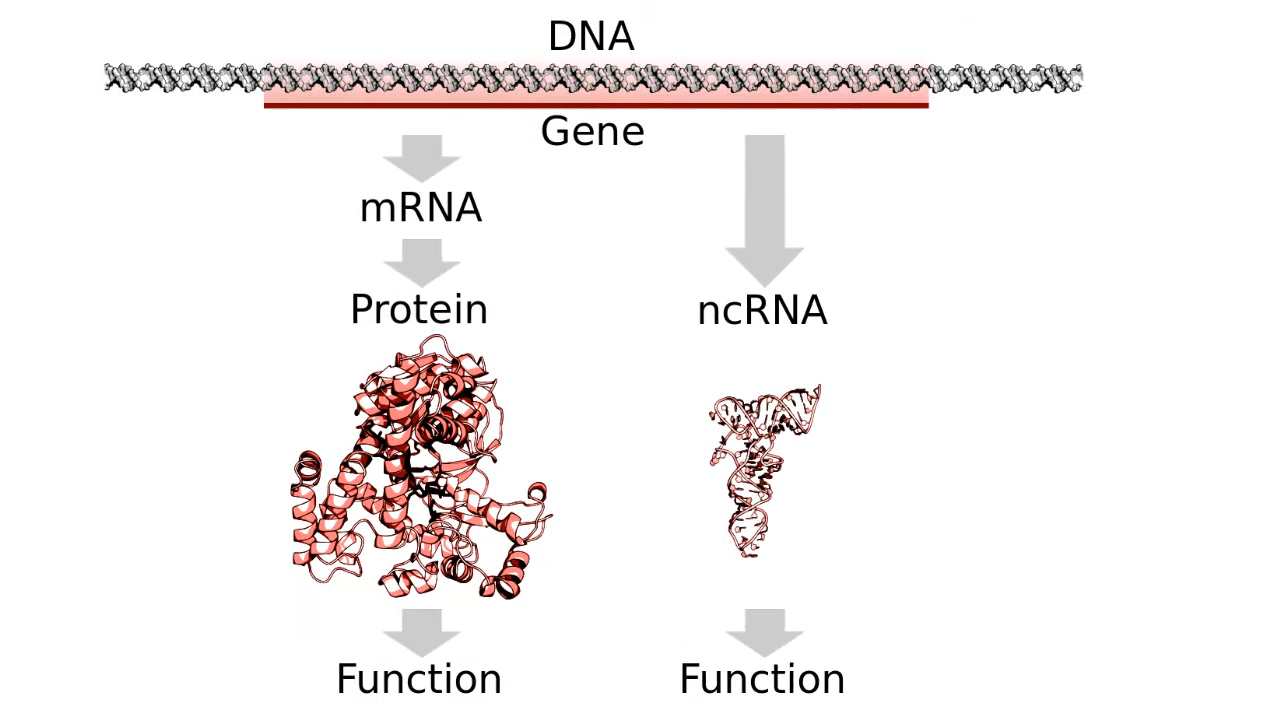 DNA
Gene
mRNA
Protein
ncRNA
Function
Function